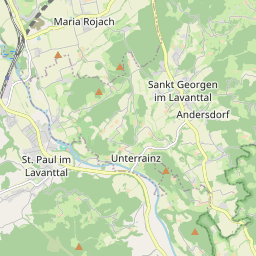 Maria Rojach
Sankt Georgen
im Lavanttal
Andersdorf
Unterrainz
St. Paul im
Lavanttal